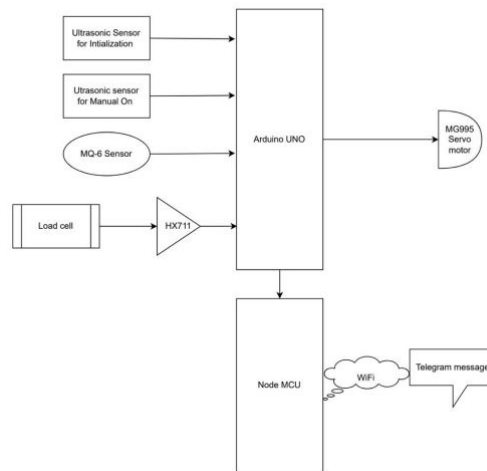 Ultrasonic Sensor
for Intialization
Utrasonic sensor
for Manual On
MQ-6 Sensor
Load cell
HX711
Arduino UNO
MG995
Servo
motor
Node MCU
WiFi
Telegram message